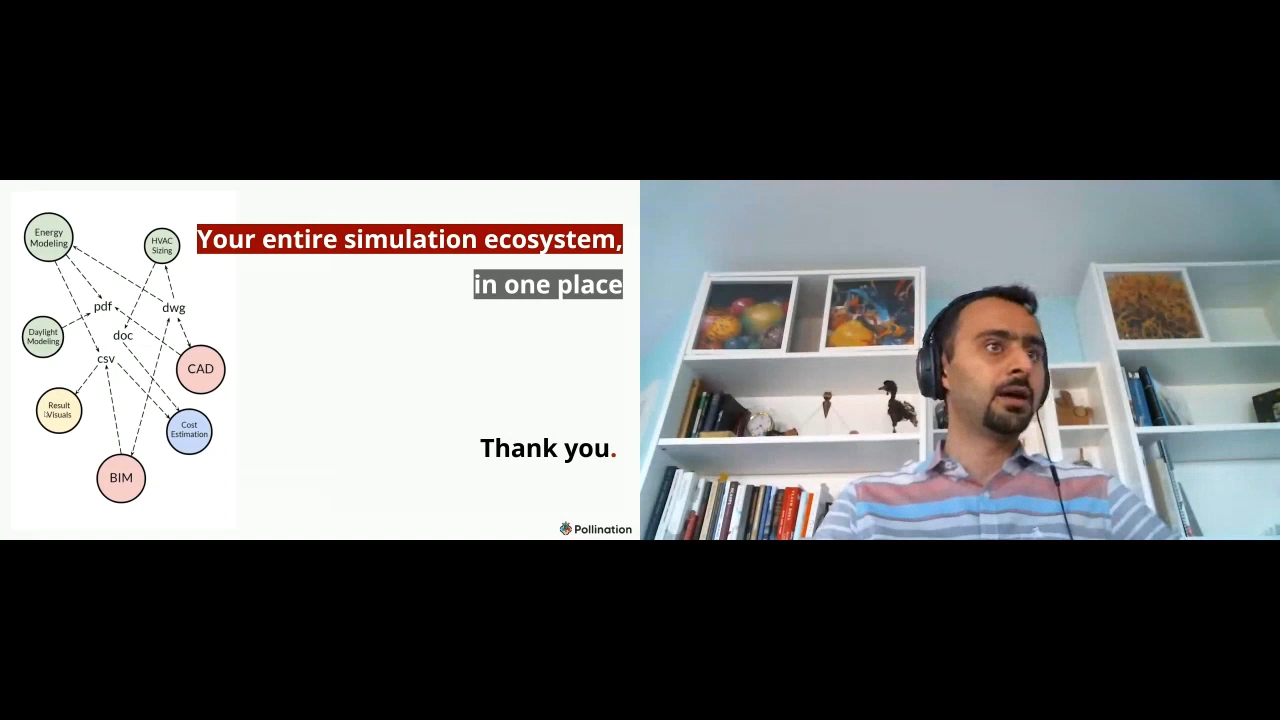 Your entire simulation ecosystem,
in one place
Energy
Modeling
HVAC
Sizing
pdf
dwg
Daylight
Modeling
doc
csv
CAD
Result
Visuals
Cost
Estimation
BIM
Thank you.
Pollination